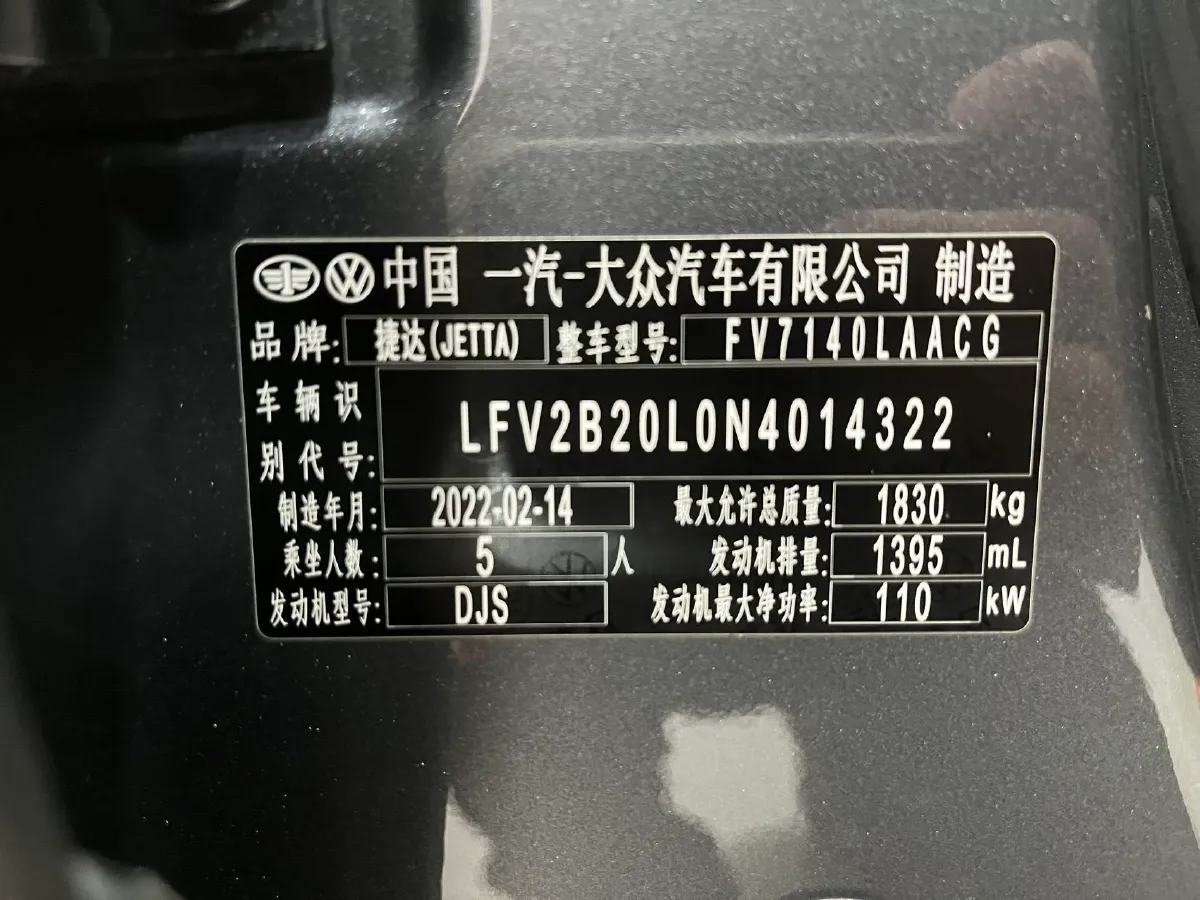 中国 一汽-大众汽车有限公司 制造
品牌: 捷达(JETTA) 整车型号: FV7140LAACG
车辆识别代号: LFV2B20L0N4014322
制造年月: 2022-02-14 最大允许总质量: 1830 kg
乘坐人数: 5 人 发动机排量: 1395 mL
发动机型号: DJS 发动机最大净功率: 110 kW